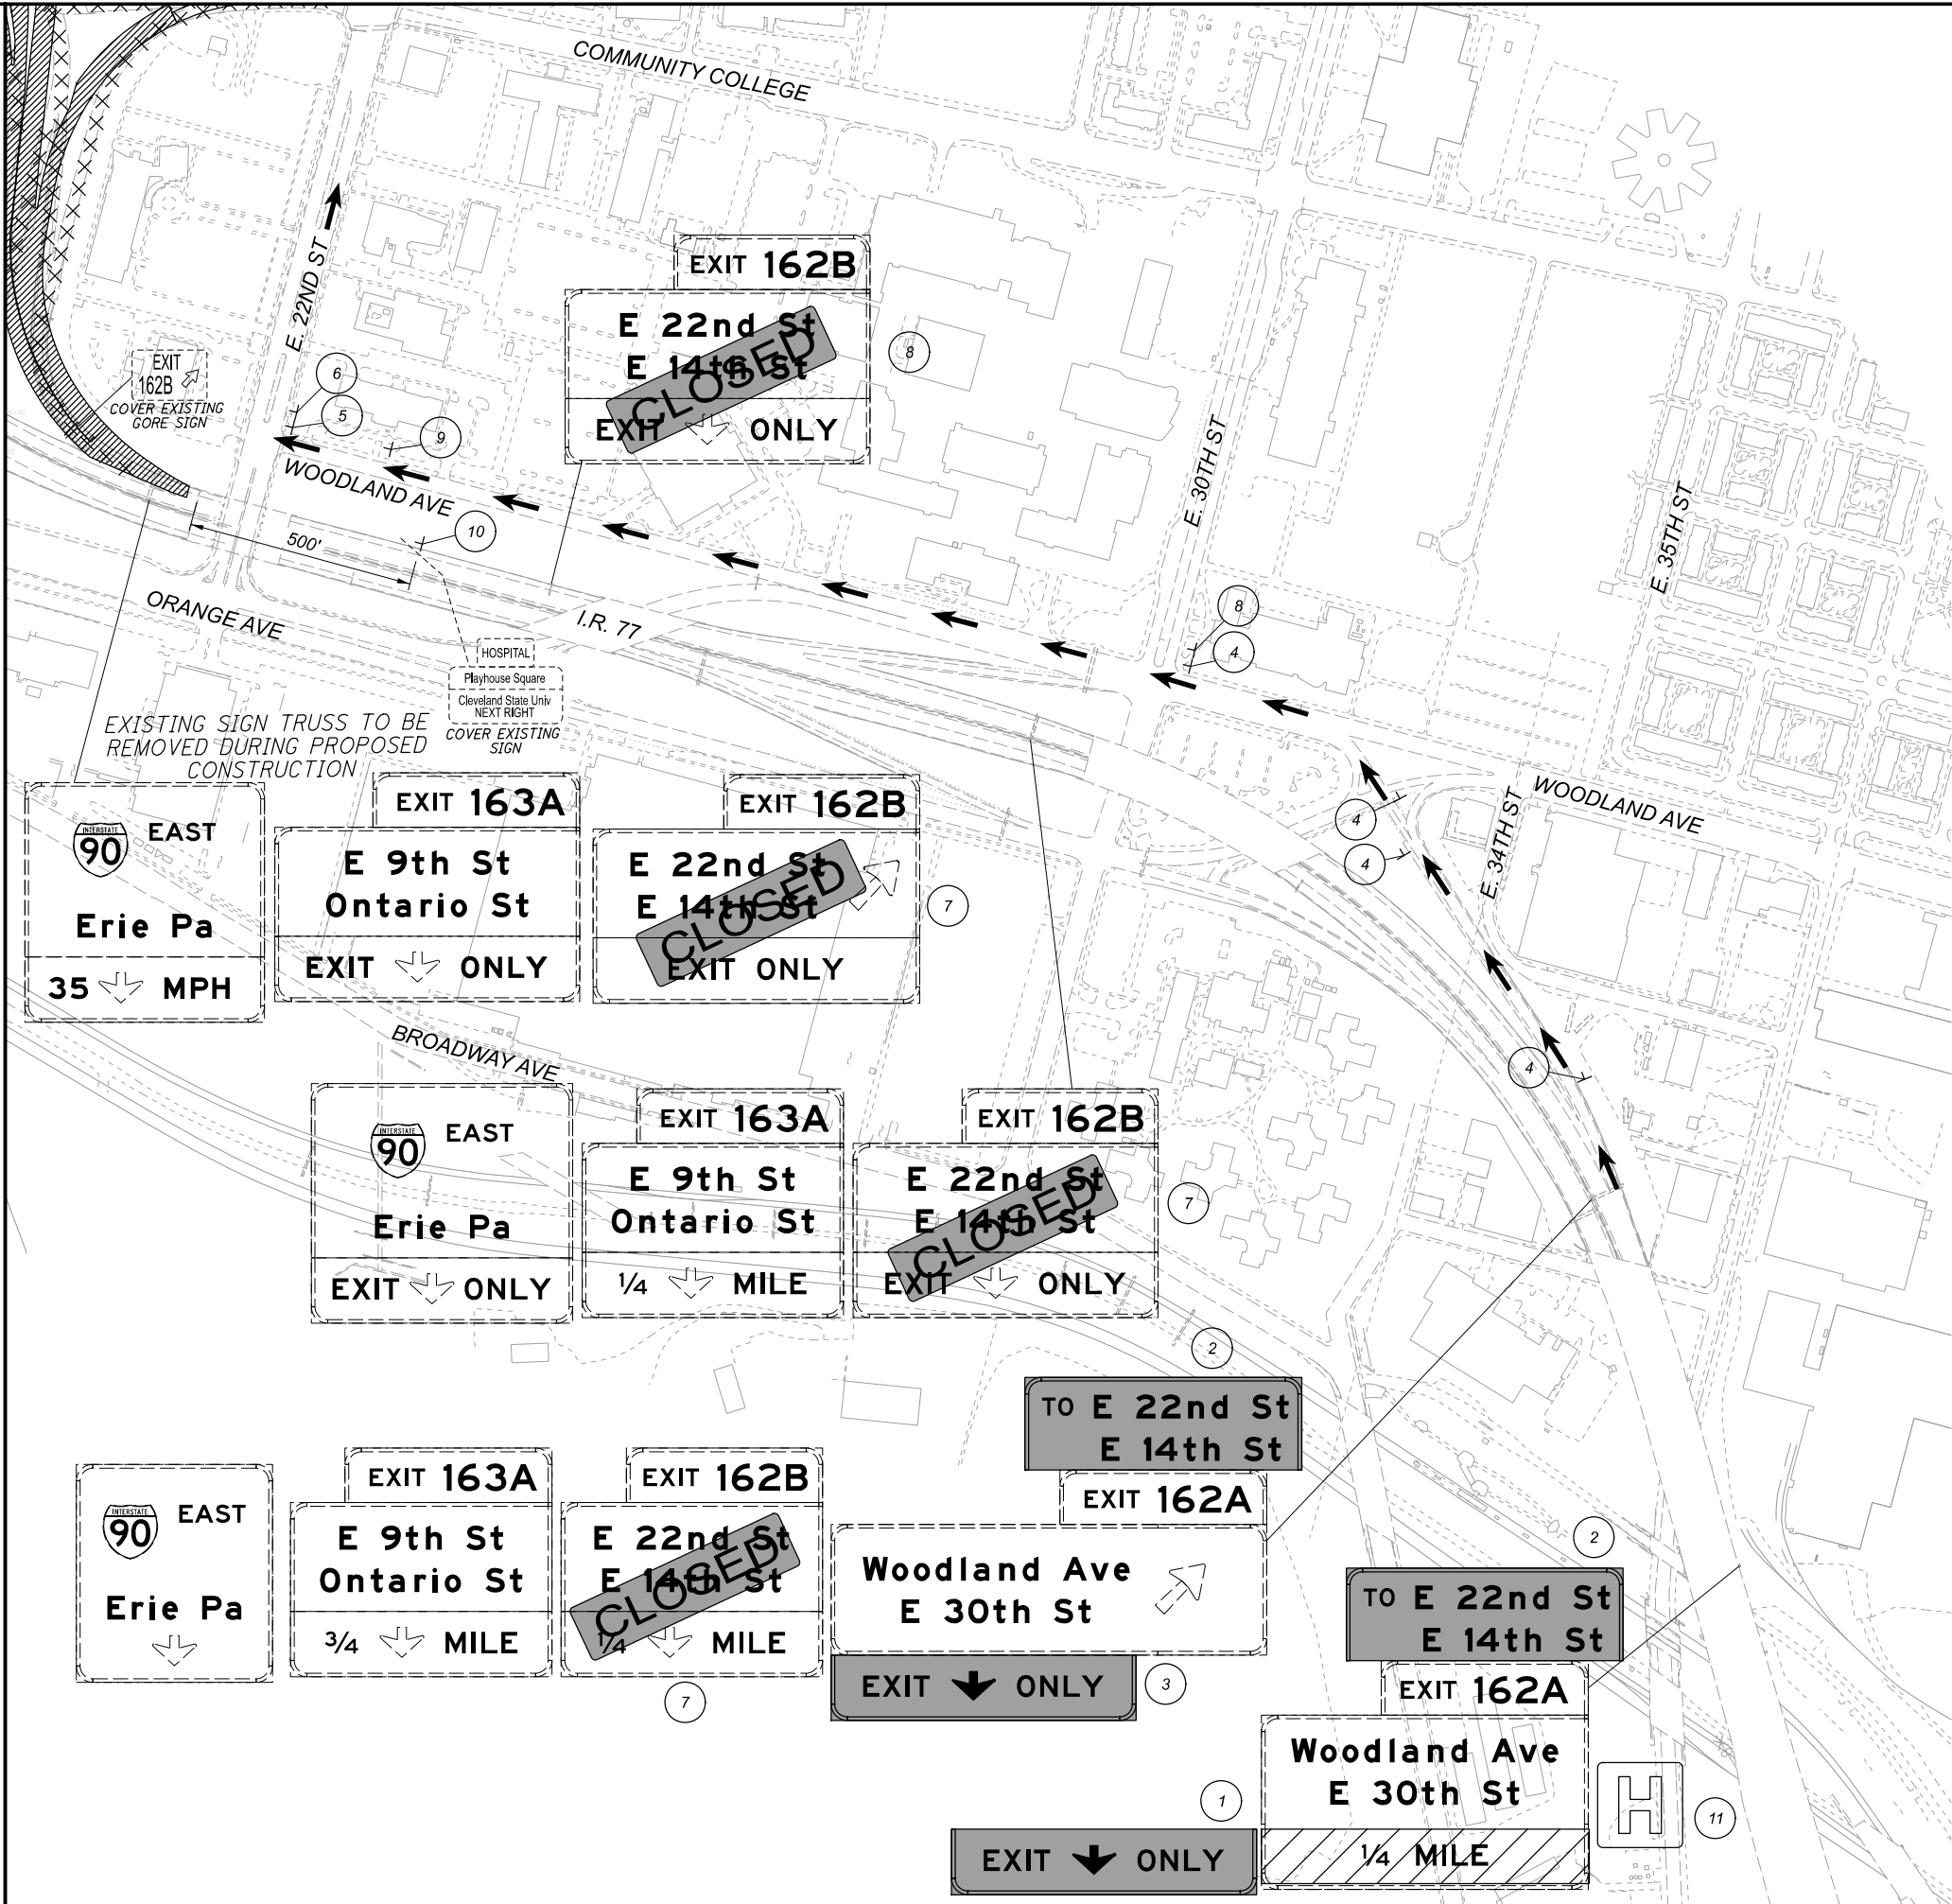 COMMUNITY COLLEGE
E. 22ND ST
EXIT 162B
E 22nd St
E 14th St
CLOSED
EXIT ONLY
8
EXIT
162B
COVER EXISTING
GORE SIGN
6
5
9
WOODLAND AVE
10
500'
E. 30TH ST
E. 35TH ST
ORANGE AVE
I.R. 77
8
4
HOSPITAL
Playhouse Square
Cleveland State Univ
NEXT RIGHT
COVER EXISTING
SIGN
EXISTING SIGN TRUSS TO BE
REMOVED DURING PROPOSED
CONSTRUCTION
WOODLAND AVE
E. 34TH ST
4
4
4
INTERSTATE
90 EAST
Erie Pa
35 MPH
EXIT 163A
E 9th St
Ontario St
EXIT ONLY
EXIT 162B
E 22nd St
E 14th St
CLOSED
EXIT ONLY
7
BROADWAY AVE
INTERSTATE
90 EAST
Erie Pa
EXIT ONLY
EXIT 163A
E 9th St
Ontario St
1/4 MILE
EXIT 162B
E 22nd St
E 14th St
CLOSED
EXIT ONLY
7
2
TO E 22nd St
E 14th St
INTERSTATE
90 EAST
Erie Pa
EXIT 163A
E 9th St
Ontario St
3/4 MILE
EXIT 162B
E 22nd St
E 14th St
CLOSED
1/4 MILE
7
EXIT 162A
Woodland Ave
E 30th St
EXIT ONLY
3
2
TO E 22nd St
E 14th St
EXIT 162A
Woodland Ave
E 30th St
1/4 MILE
1
EXIT ONLY
H
11